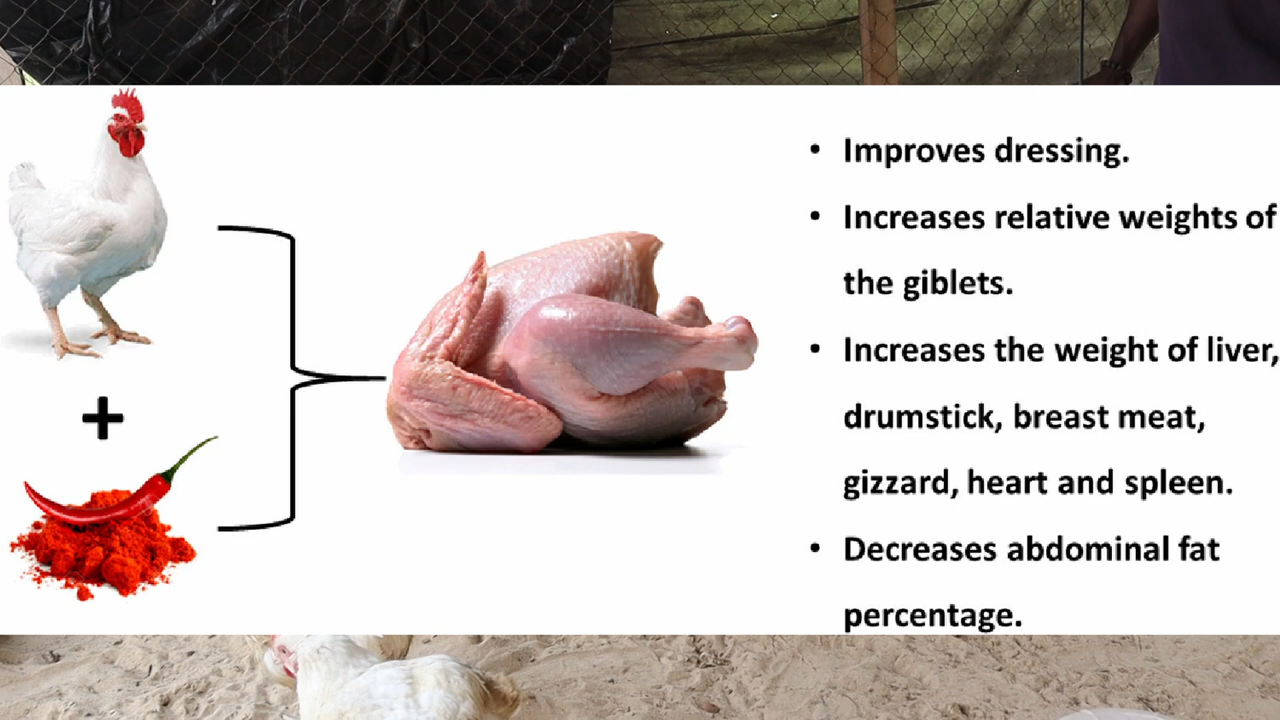 • Improves dressing.
• Increases relative weights of
the giblets.
• Increases the weight of liver,
drumstick, breast meat,
gizzard, heart and spleen.
• Decreases abdominal fat
percentage.
+